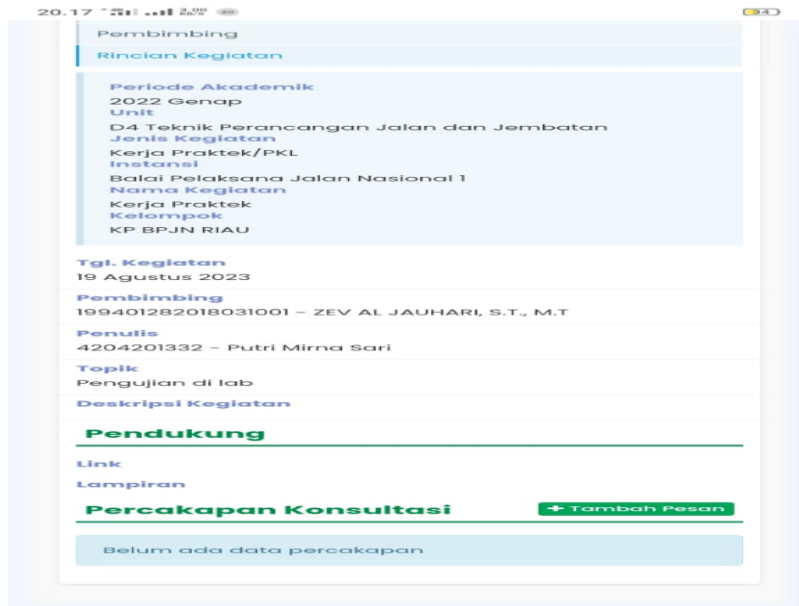 20.17
3,00
KB/S
Pembimbing
Rincian Kegiatan
Periode Akademik
2022 Genap
Unit
D4 Teknik Perancangan Jalan dan Jembatan
Jenis Kegiatan
Kerja Praktek/PKL
Instansi
Balai Pelaksana Jalan Nasional 1
Nama Kegiatan
Kerja Praktek
Kelompok
KP BPJN RIAU
Tgl. Kegiatan
19 Agustus 2023
Pembimbing
199401282018031001 - ZEV AL JAUHARI, S.T., M.T
Penulis
4204201332 - Putri Mirna Sari
Topik
Pengujian di lab
Deskripsi Kegiatan
Pendukung
Link
Lampiran
Percakapan Konsultasi
+ Tambah Pesan
Belum ada data percakapan